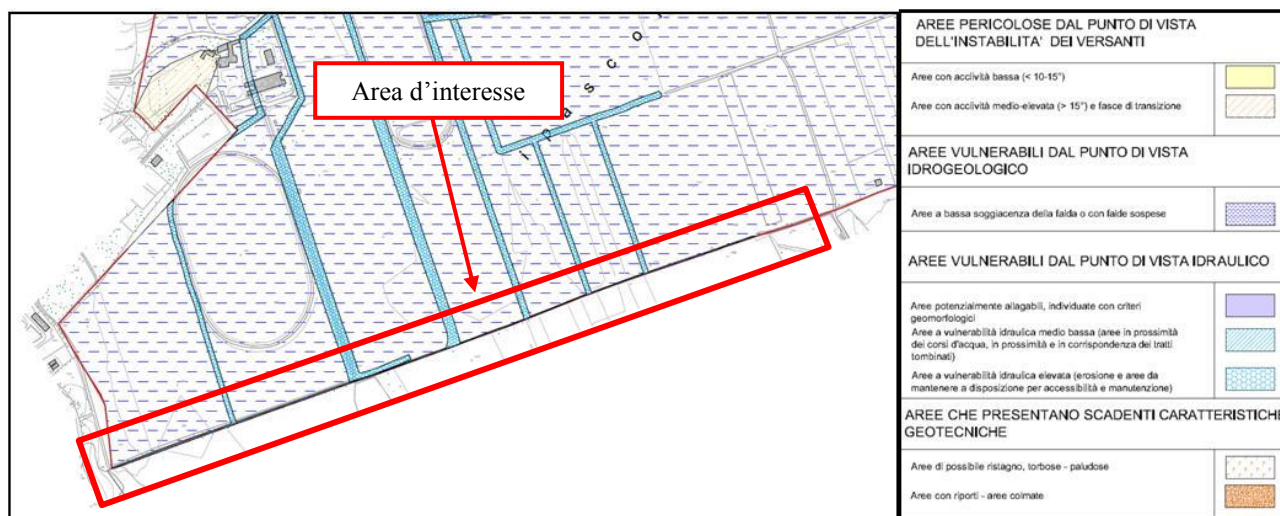 Area d'interesse
i pasco
AREE PERICOLOSE DAL PUNTO DI VISTA
DELL'INSTABILITA' DEI VERSANTI
Aree con acclività bassa (< 10-15°)
Aree con acclività medio-elevata (> 15°) e fasce di transizione
AREE VULNERABILI DAL PUNTO DI VISTA
IDROGEOLOGICO
Aree a bassa soggiacenza della falda o con falde sospese
AREE VULNERABILI DAL PUNTO DI VISTA IDRAULICO
Aree potenzialmente allagabili, individuate con criteri
geomorfologici
Aree a vulnerabilità idraulica medio bassa (aree in prossimità
dei corsi d'acqua, in prossimità e in corrispondenza dei tratti
tombinati)
Aree a vulnerabilità idraulica elevata (erosione e aree da
mantenere a disposizione per accessibilità e manutenzione)
AREE CHE PRESENTANO SCADENTI CARATTERISTICHE
GEOTECNICHE
Aree di possibile ristagno, torbose - paludose
Aree con riporti - aree colmate